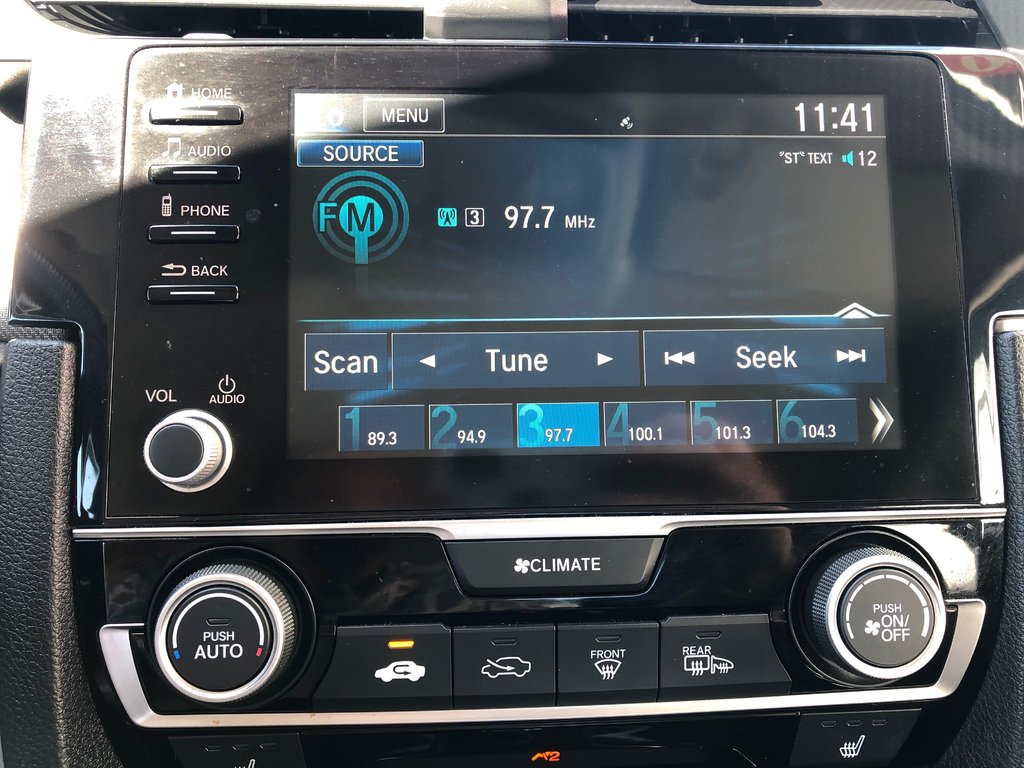 HOME
AUDIO
PHONE
BACK
VOL
AUDIO
MENU
11:41
SOURCE
"ST" TEXT 12
FM
3 97.7 MHz
Scan Tune Seek
1 89.3 2 94.9 3 97.7 4 100.1 5 101.3 6 104.3
CLIMATE
PUSH
AUTO
FRONT
REAR
PUSH
ON/
OFF